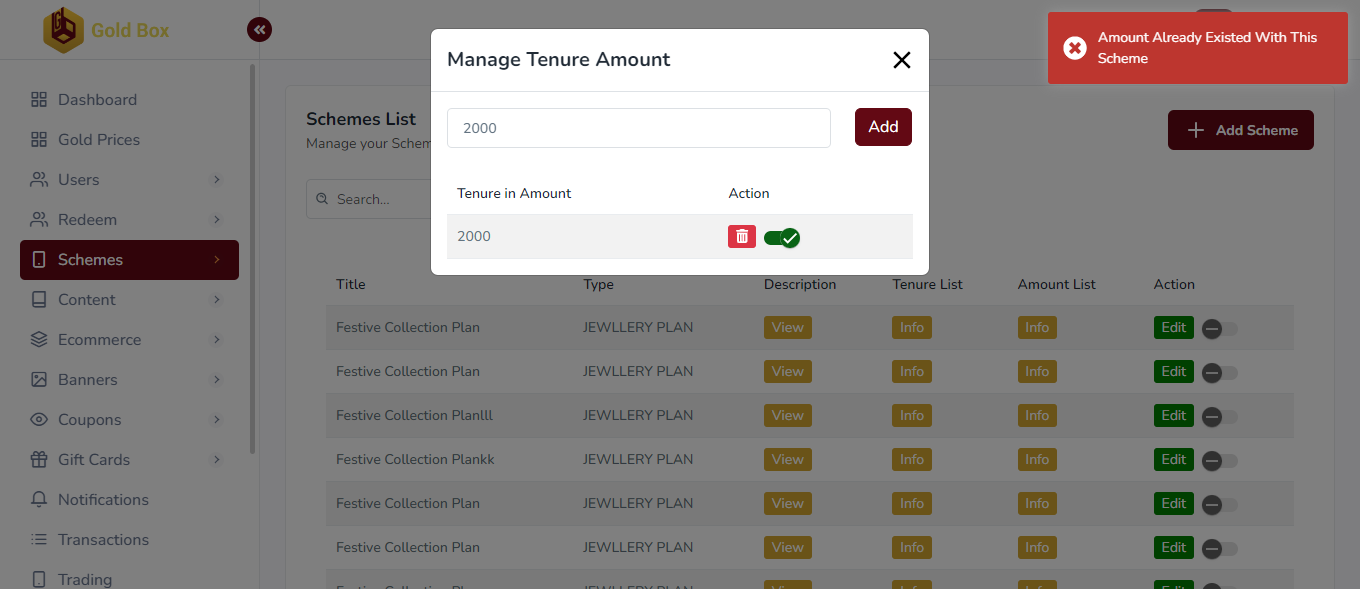 Gold Box
Amount Already Existed With This
Scheme
Manage Tenure Amount
2000
Add
Tenure in Amount Action
2000
Dashboard
Gold Prices
Users
Redeem
Schemes
Content
Ecommerce
Banners
Coupons
Gift Cards
Notifications
Transactions
Trading
Schemes List
Manage your Schem
Add Scheme
Search...
Title Type Description Tenure List Amount List Action
Festive Collection Plan JEWLLERY PLAN View Info Info Edit
Festive Collection Plan JEWLLERY PLAN View Info Info Edit
Festive Collection Planlll JEWLLERY PLAN View Info Info Edit
Festive Collection Plankk JEWLLERY PLAN View Info Info Edit
Festive Collection Plan JEWLLERY PLAN View Info Info Edit
Festive Collection Plan JEWLLERY PLAN View Info Info Edit